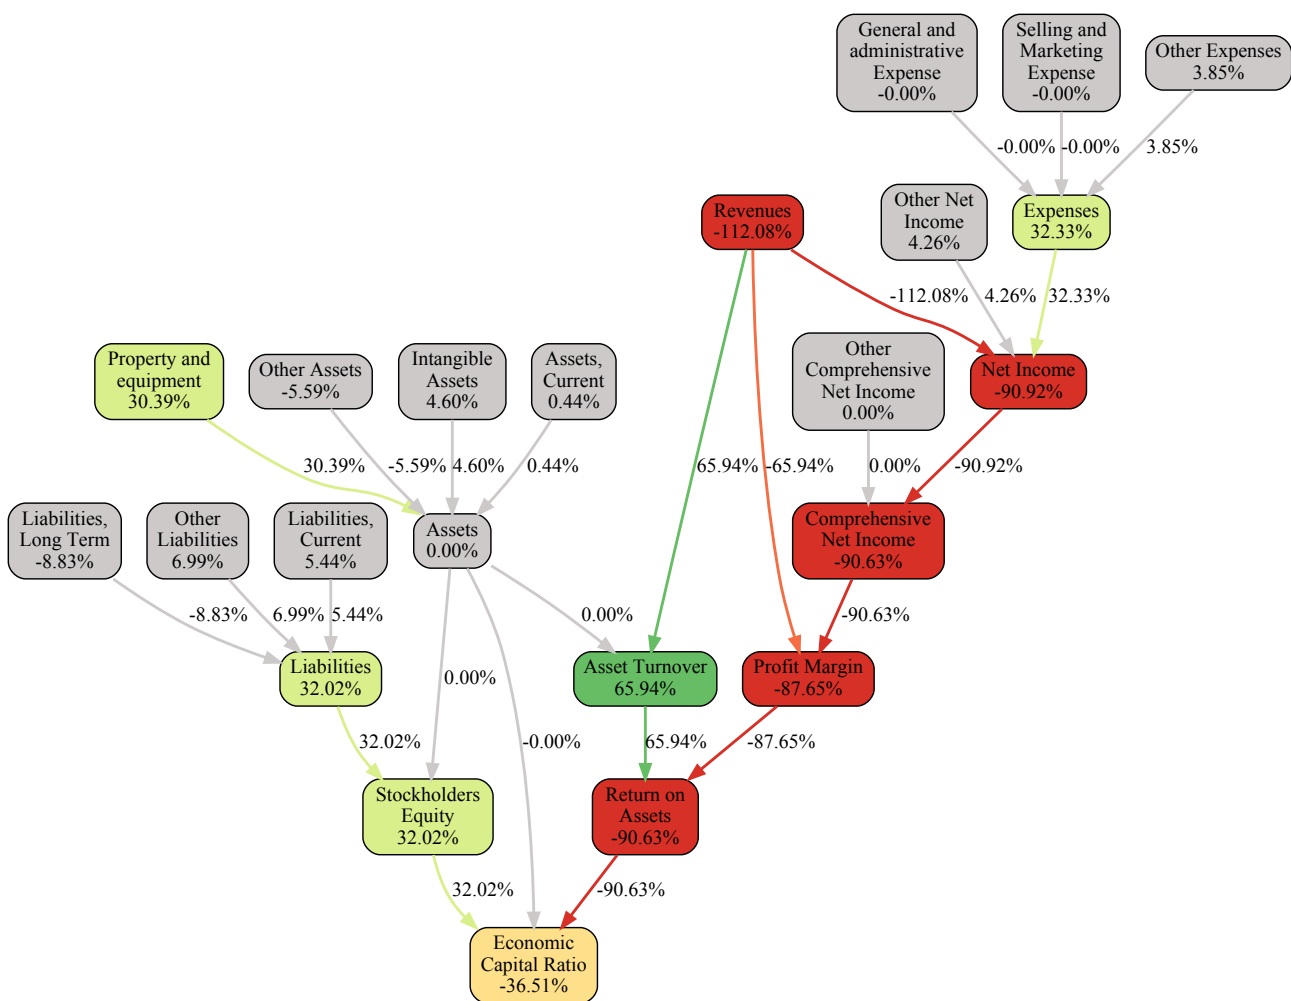 General and
administrative
Expense
-0.00%
Selling and
Marketing
Expense
-0.00%
Other Expenses
3.85%
-0.00%
-0.00%
3.85%
Revenues
-112.08%
Other Net
Income
4.26%
Expenses
32.33%
-112.08%
4.26%
32.33%
Property and
equipment
30.39%
Other Assets
-5.59%
Intangible
Assets
4.60%
Assets,
Current
0.44%
Other
Comprehensive
Net Income
0.00%
Net Income
-90.92%
30.39%
-5.59%
4.60%
0.44%
65.94%
-65.94%
0.00%
-90.92%
Liabilities,
Long Term
-8.83%
Other
Liabilities
6.99%
Liabilities,
Current
5.44%
Assets
0.00%
Comprehensive
Net Income
-90.63%
-8.83%
6.99%
5.44%
0.00%
-90.63%
Liabilities
32.02%
0.00%
Asset Turnover
65.94%
Profit Margin
-87.65%
32.02%
-0.00%
65.94%
-87.65%
Stockholders
Equity
32.02%
Return on
Assets
-90.63%
32.02%
-90.63%
Economic
Capital Ratio
-36.51%